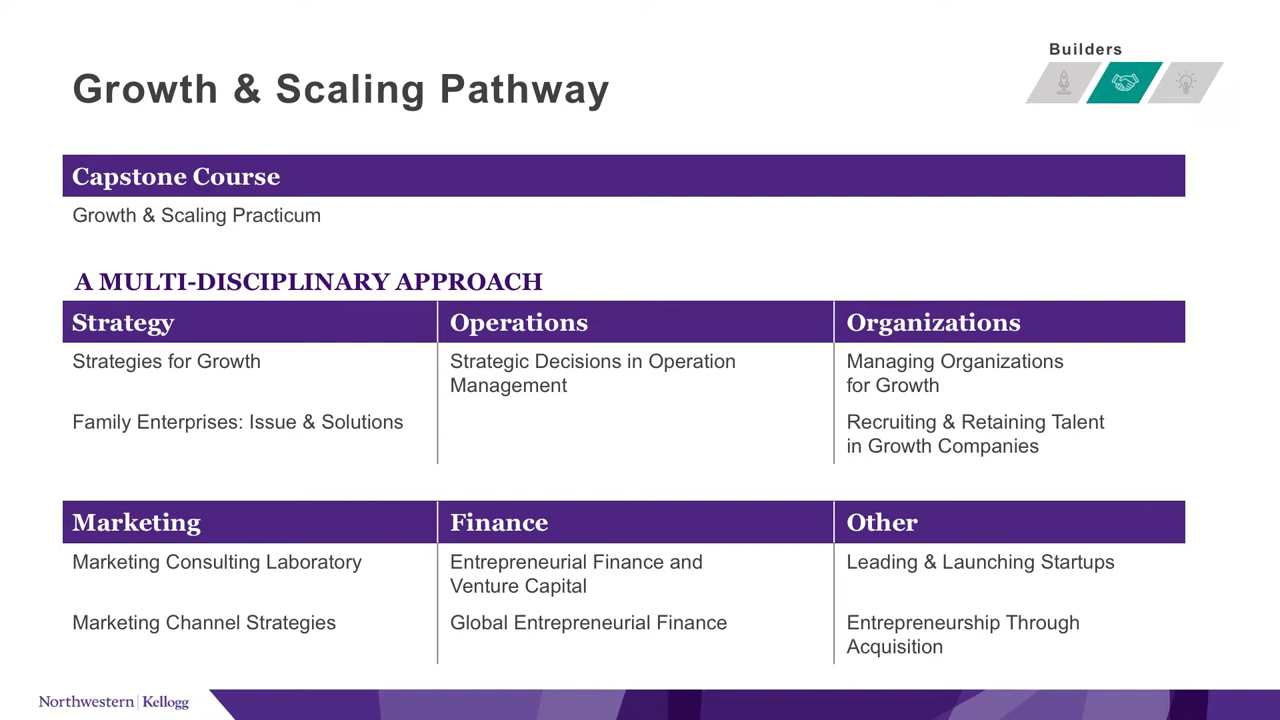 Builders
Growth & Scaling Pathway
Capstone Course
Growth & Scaling Practicum
A MULTI-DISCIPLINARY APPROACH
Strategy
Strategies for Growth
Family Enterprises: Issue & Solutions
Operations
Strategic Decisions in Operation
Management
Organizations
Managing Organizations
for Growth
Recruiting & Retaining Talent
in Growth Companies
Marketing
Marketing Consulting Laboratory
Marketing Channel Strategies
Finance
Entrepreneurial Finance and
Venture Capital
Global Entrepreneurial Finance
Other
Leading & Launching Startups
Entrepreneurship Through
Acquisition
Northwestern | Kellogg